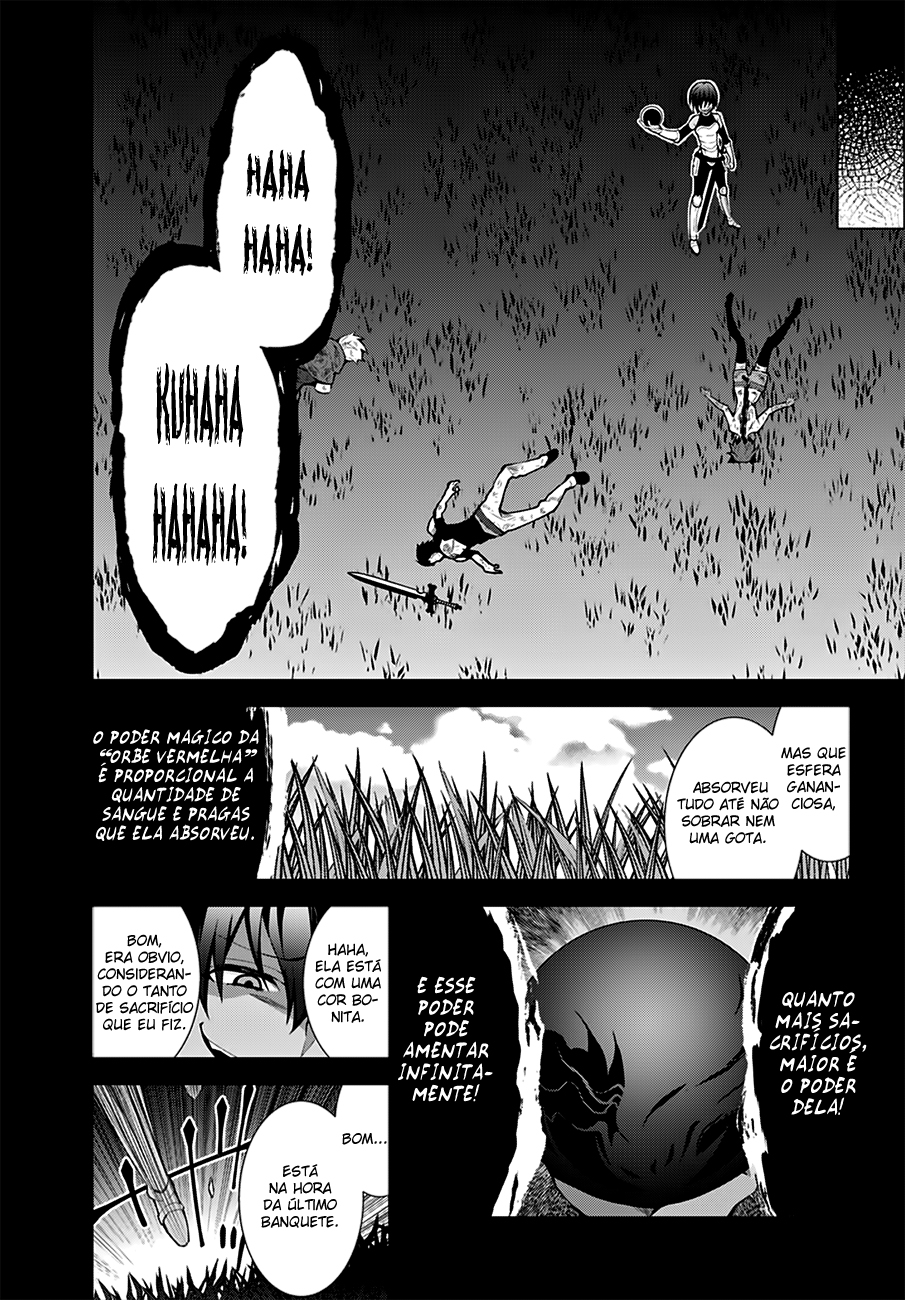 HAHA
HAHA!
KUHAHA
HAHAHA!
MAS QUE
ESFERA
GANAN-
CIOSA,
ABSORVEU
TUDO ATÉ NÃO
SOBRAR NEM
UMA GOTA.
O PODER MAGICO DA
“ORBE VERMELHA”
É PROPORCIONAL A
QUANTIDADE DE
SANGUE E PRAGAS
QUE ELA ABSORVEU.
QUANTO
MAIS SA-
CRIFÍCIOS,
MAIOR É
O PODER
DELA!
E ESSE
PODER
PODE
AMENTAR
INFINITA-
MENTE!
HAHA,
ELA ESTÁ
COM UMA
COR BO-
NITA.
BOM,
ERA OBVIO,
CONSIDERAN-
DO O TANTO
DE SACRIFÍCIO
QUE EU FIZ.
BOM...
ESTÁ
NA HORA
DA ÚLTIMO
BANQUETE.